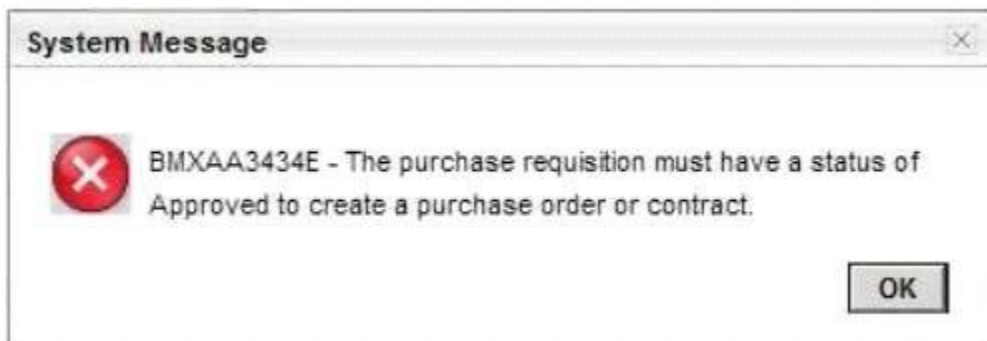 System Message
BMXAA3434E - The purchase requisition must have a status of
Approved to create a purchase order or contract.
OK